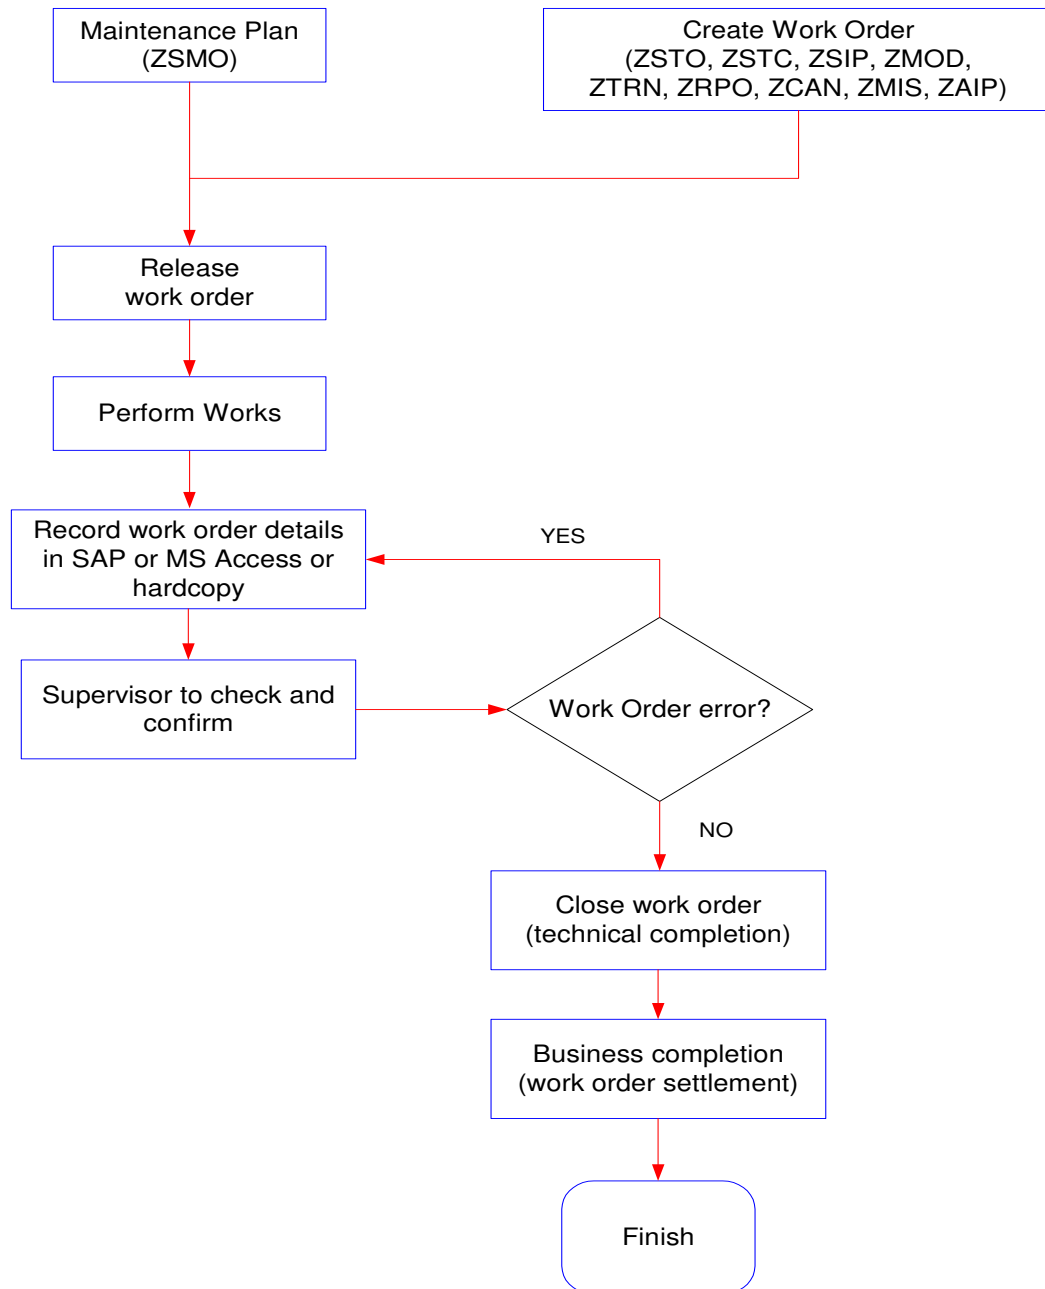 Maintenance Plan
(ZSMO)
Create Work Order
(ZSTO, ZSTC, ZSIP, ZMOD,
ZTRN, ZRPO, ZCAN, ZMIS, ZAIP)
Release
work order
Perform Works
Record work order details
in SAP or MS Access or
hardcopy
YES
Supervisor to check and
confirm
Work Order error?
NO
Close work order
(technical completion)
Business completion
(work order settlement)
Finish